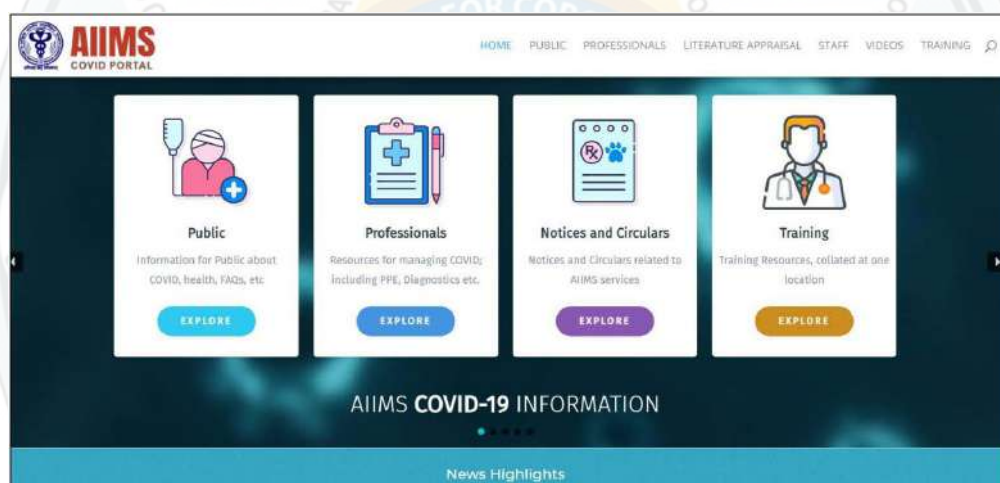 AIIMS
COVID PORTAL
HOME PUBLIC PROFESSIONALS LITERATURE APPRAISAL STAFF VIDEOS TRAINING
Public
Information for Public about
COVID, health, FAQs, etc
EXPLORE
Professionals
Resources for managing COVID;
including PPE, Diagnostics etc.
EXPLORE
Rx
Notices and Circulars
Notices and Circulars related to
AIIMS services
EXPLORE
Training
Training Resources, collated at one
location
EXPLORE
AIIMS COVID-19 INFORMATION
News Highlights